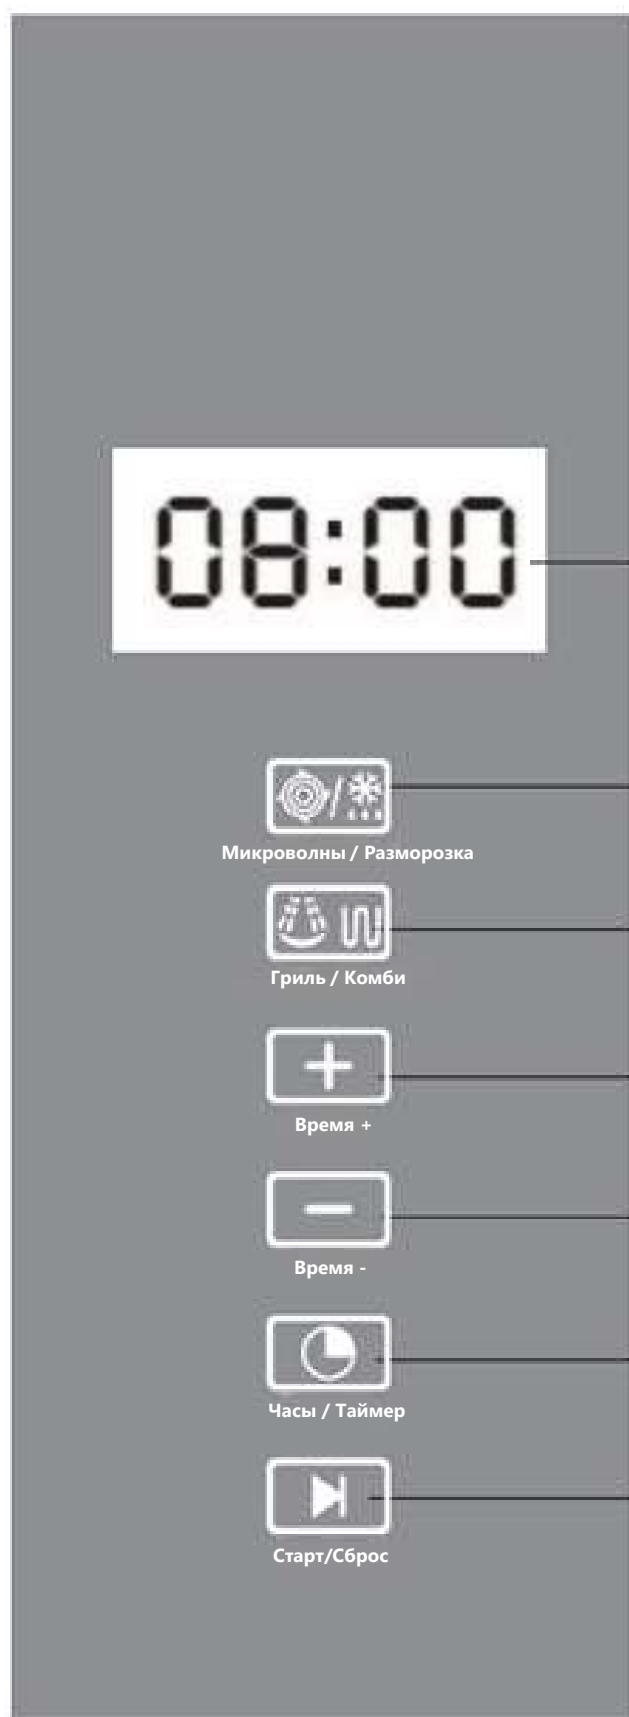 08:00
Микроволны / Разморозка
Гриль / Комби
Время +
Время -
Часы / Таймер
Старт/Сброс